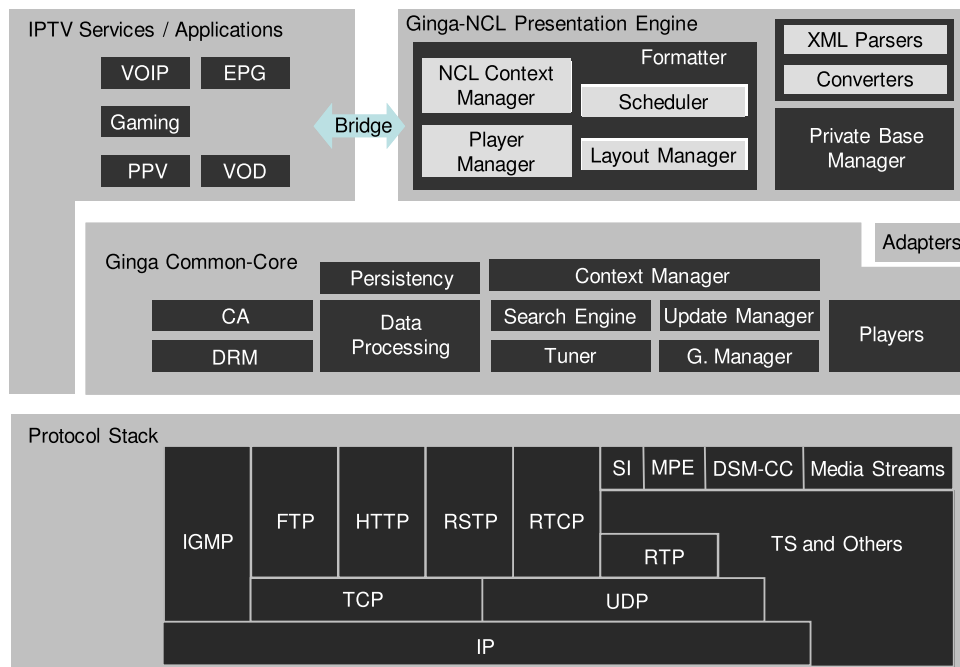 IPTV Services / Applications
VOIP
EPG
Gaming
PPV
VOD
Bridge
Ginga-NCL Presentation Engine
Formatter
NCL Context
Manager
Scheduler
Player
Manager
Layout Manager
XML Parsers
Converters
Private Base
Manager
Adapters
Ginga Common-Core
Persistency
Context Manager
CA
Data
Processing
Search Engine
Update Manager
Players
DRM
Tuner
G. Manager
Protocol Stack
SI
MPE
DSM-CC
Media Streams
IGMP
FTP
HTTP
RSTP
RTCP
TS and Others
RTP
TCP
UDP
IP